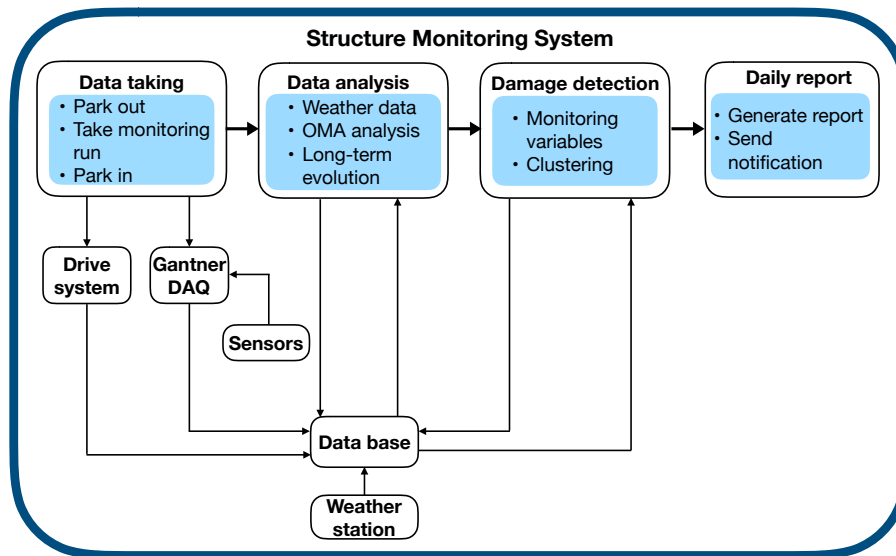 Structure Monitoring System
Data taking
• Park out
• Take monitoring
run
• Park in
Data analysis
• Weather data
• OMA analysis
• Long-term
evolution
Damage detection
• Monitoring
variables
• Clustering
Daily report
• Generate report
• Send
notification
Drive
system
Gantner
DAQ
Sensors
Data base
Weather
station